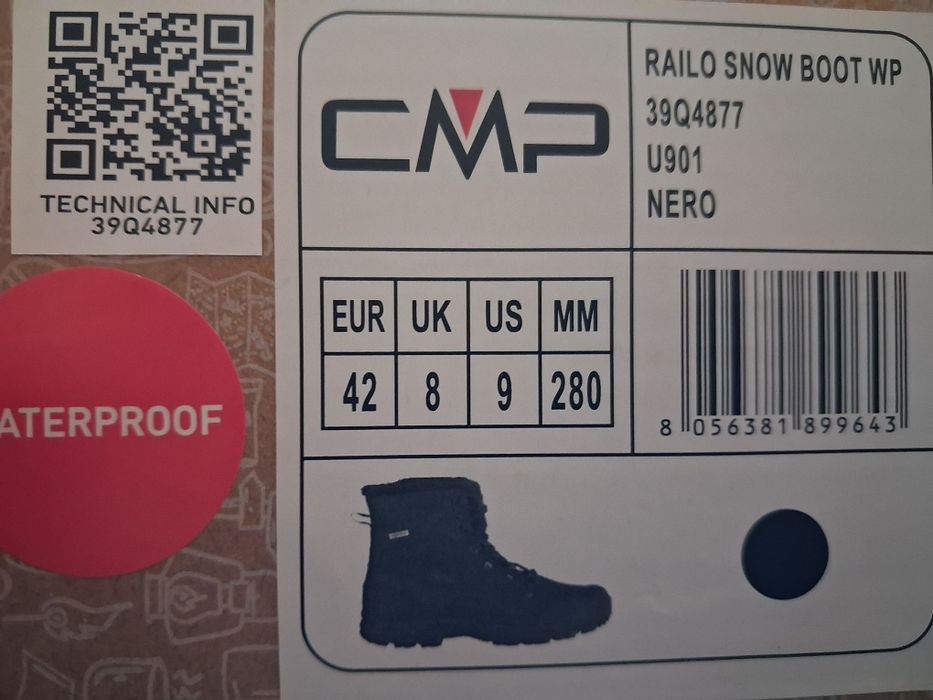 TECHNICAL INFO
39Q4877
ATERPROOF
CMP
RAILO SNOW BOOT WP
39Q4877
U901
NERO
EUR UK US MM
42 8 9 280
8 056381 899643